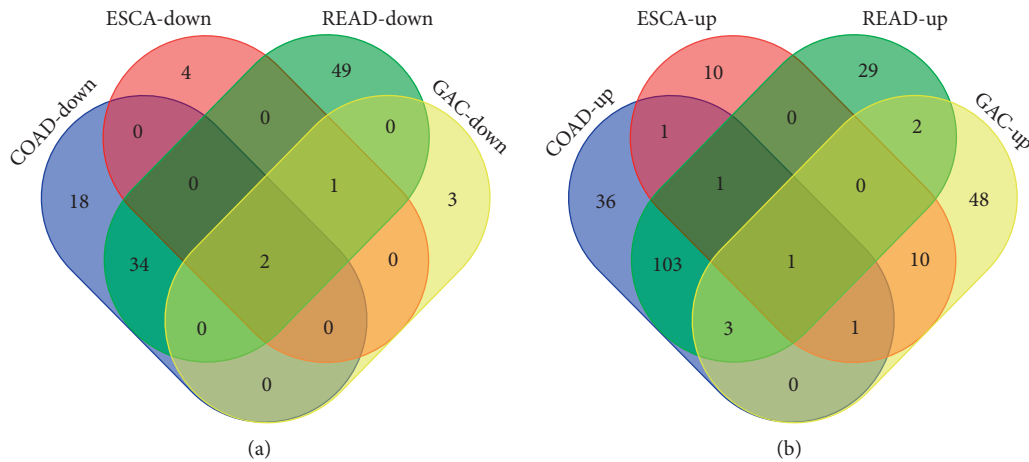 ESCA-down READ-down
COAD-down GAC-down
4 49
0 0 0
18 0 1 3
34 2 0
0 0
0
(a)
ESCA-up READ-up
COAD-up GAC-up
10 29
1 0 2
36 1 0 48
103 1 10
3 1
0
(b)